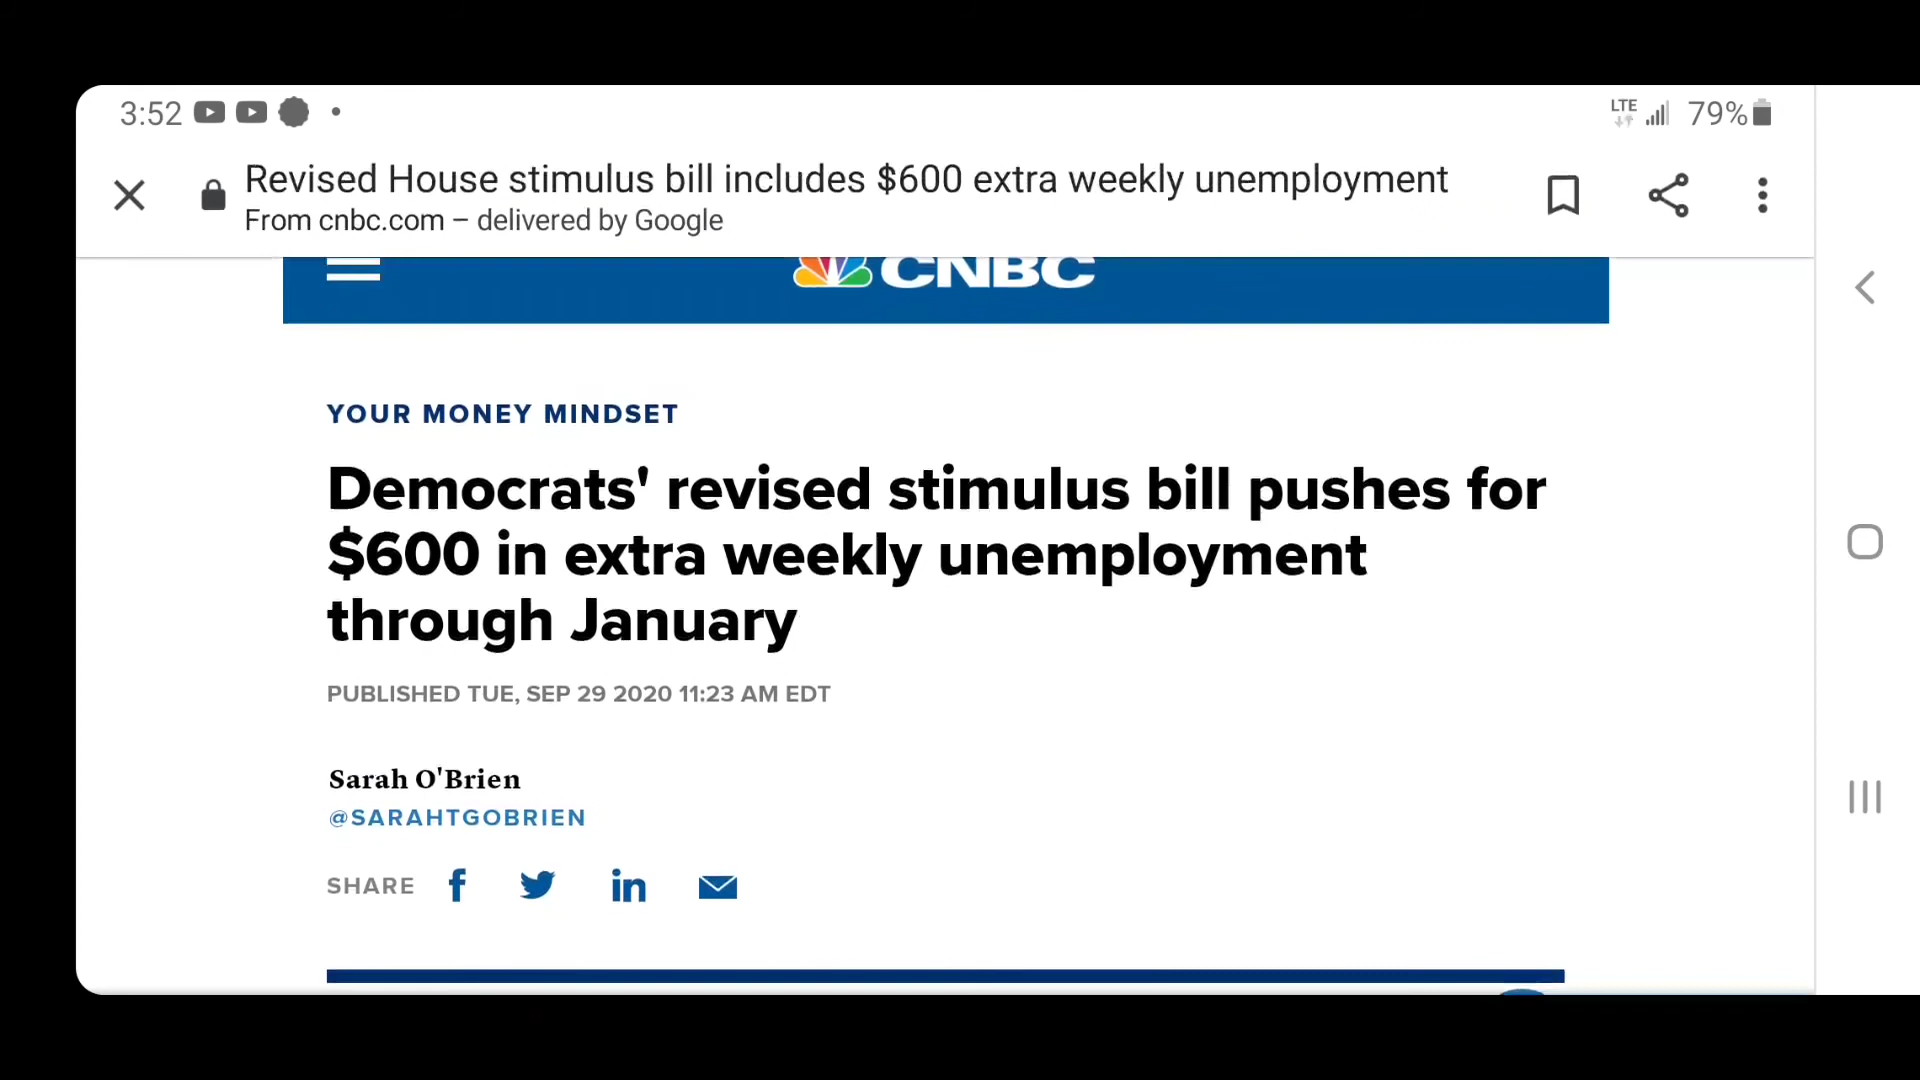 3:52
LTE 79%
Revised House stimulus bill includes $600 extra weekly unemployment
From cnbc.com – delivered by Google
CNBC
YOUR MONEY MINDSET
Democrats' revised stimulus bill pushes for
$600 in extra weekly unemployment
through January
PUBLISHED TUE, SEP 29 2020 11:23 AM EDT
Sarah O'Brien
@SARAHTGOBRIEN
SHARE